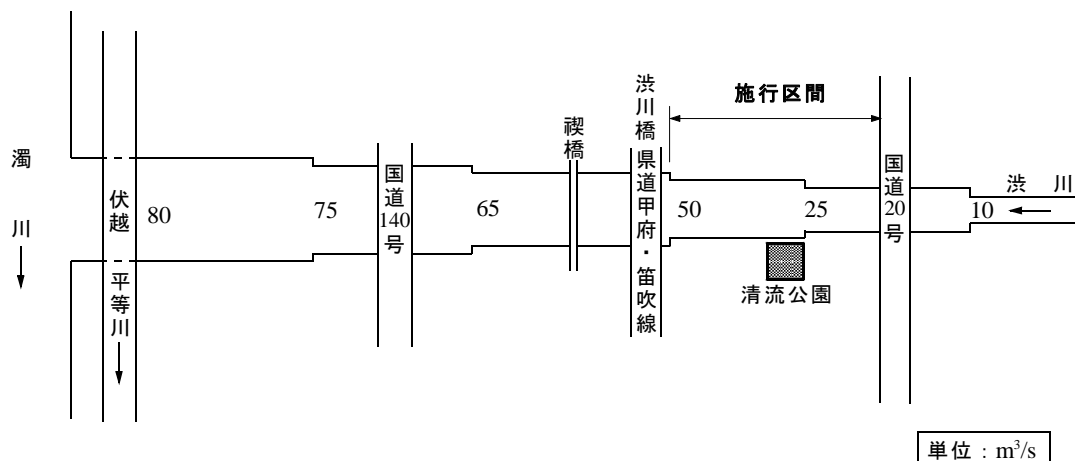 濁川
伏越
平等川
80
75
国道140号
65
禊橋
渋川橋
県道甲府・笛吹線
施行区間
50
25
清流公園
国道20号
10
渋川
単位：m³/s